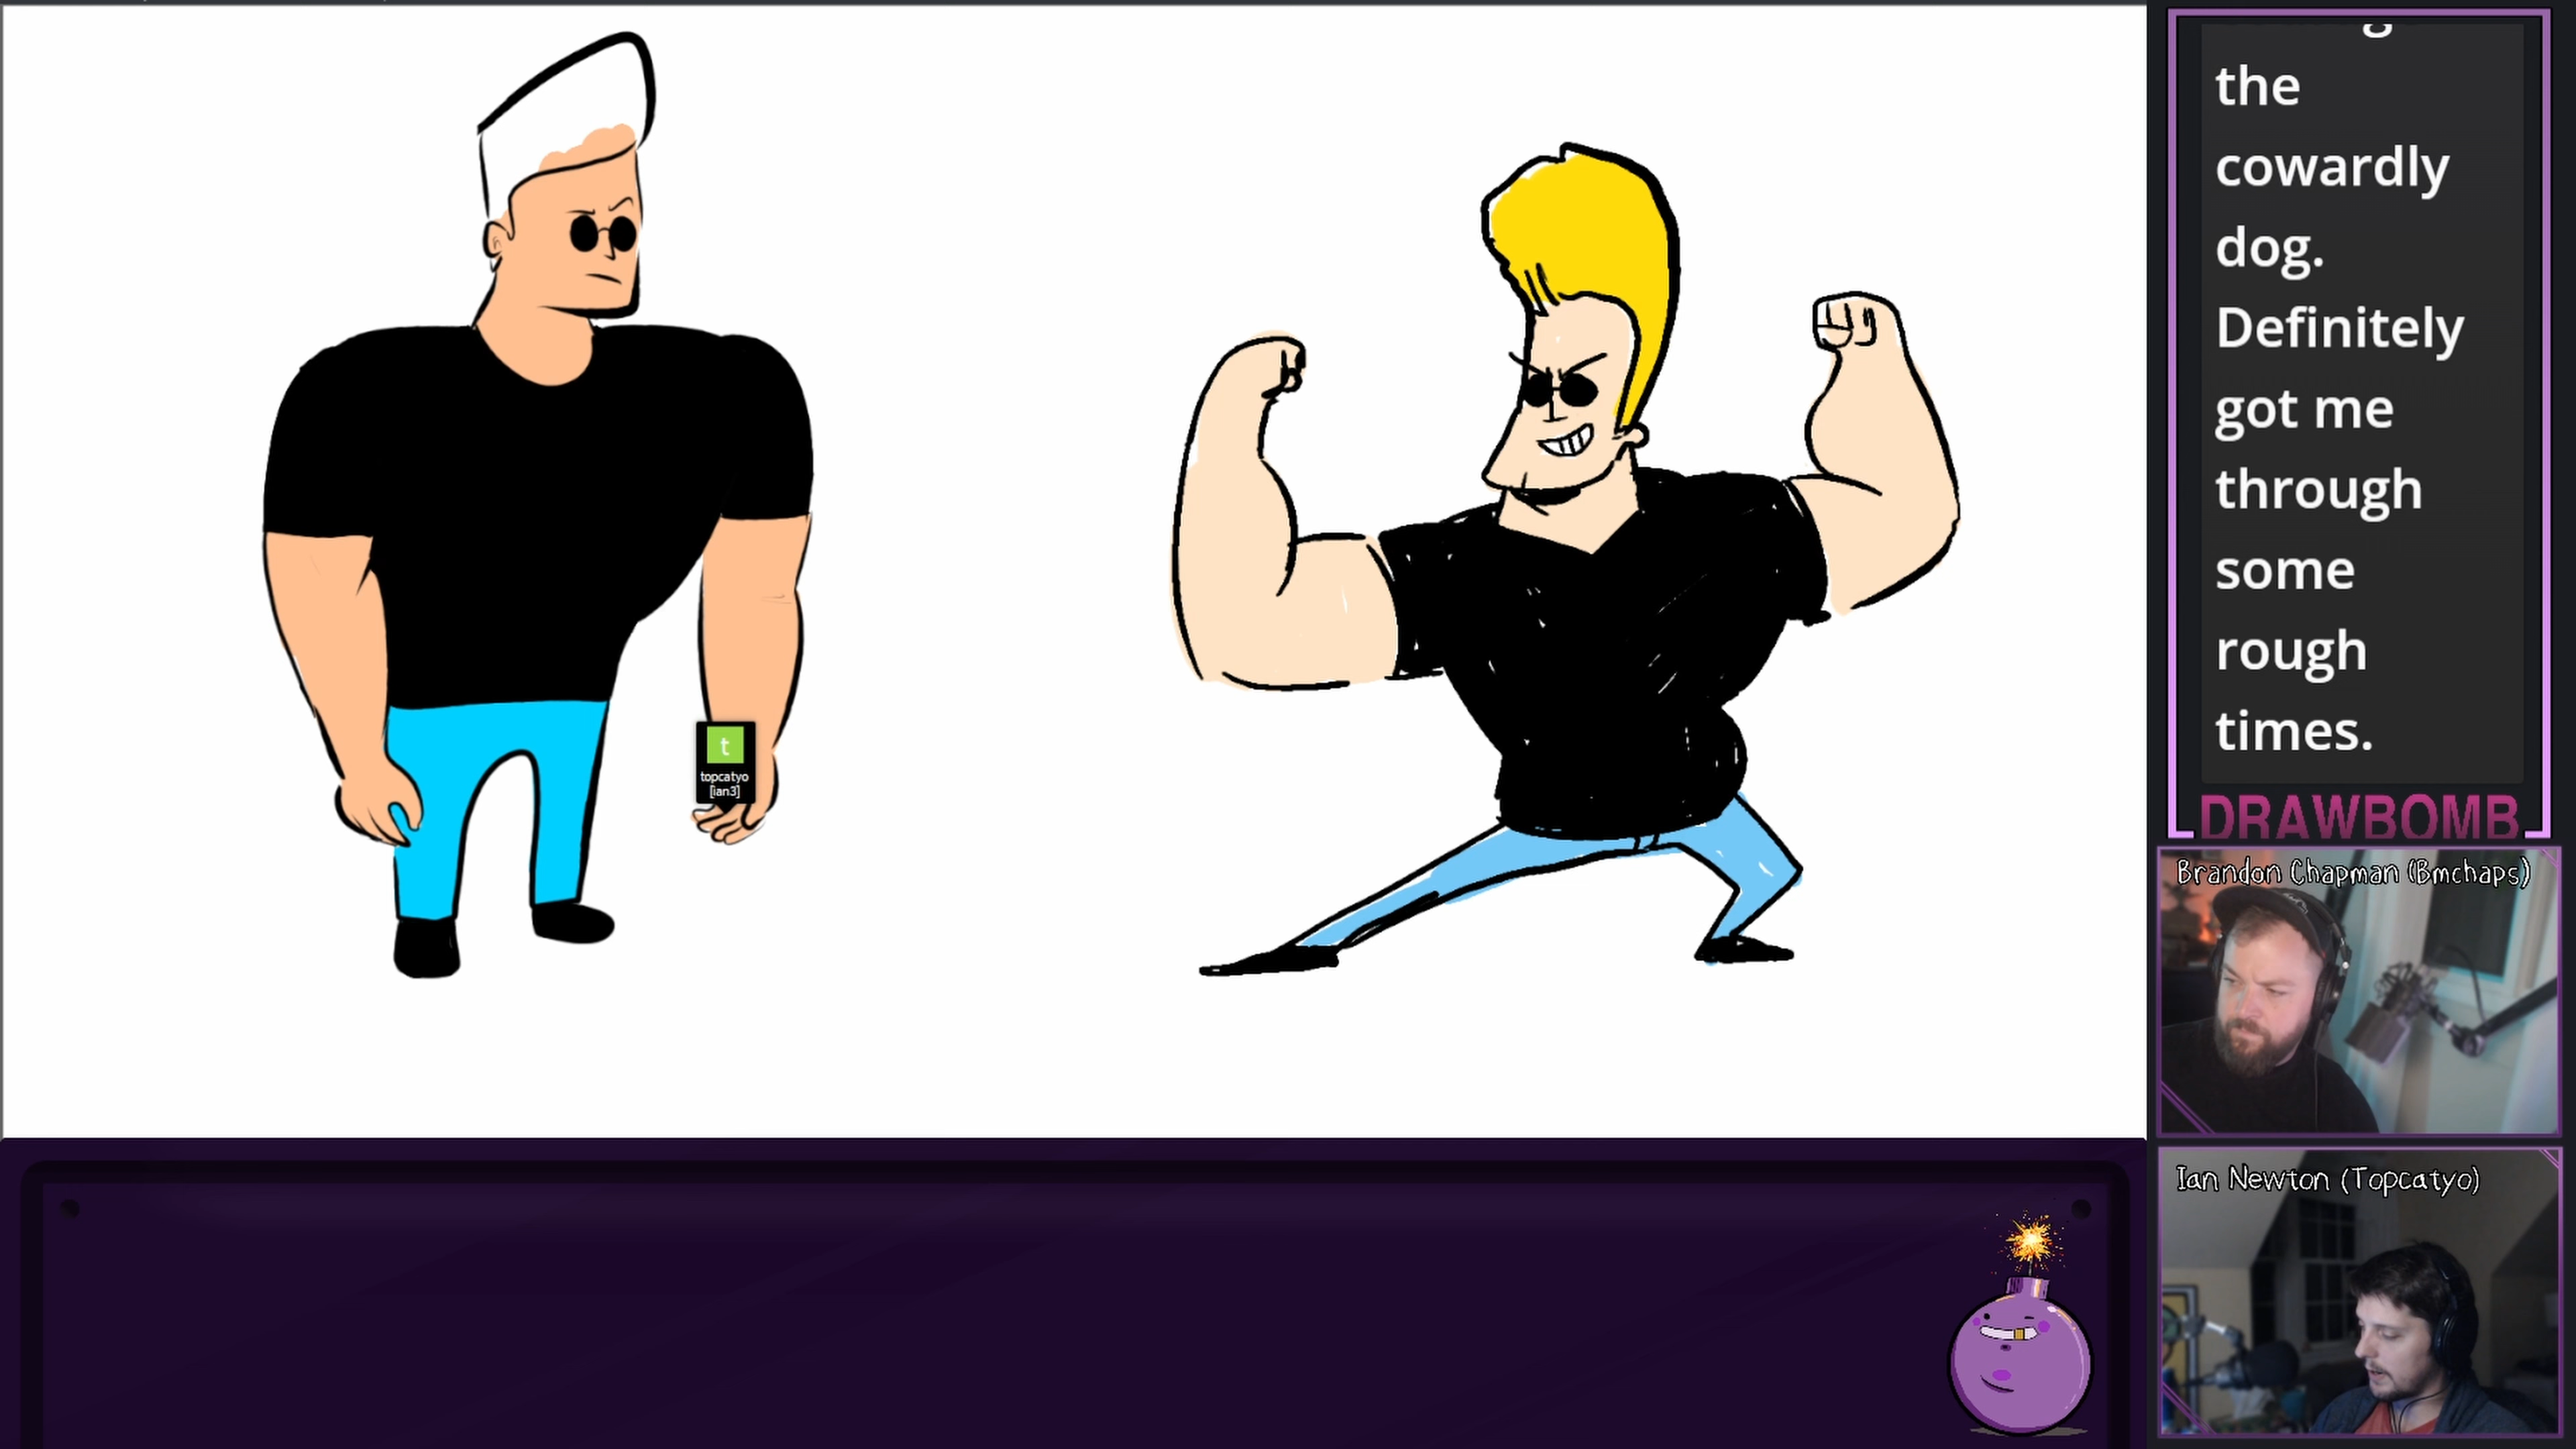 the
cowardly
dog.
Definitely
got me
through
some
rough
times.
DRAWBOMB
t
topcatyo
[ian3]
Brandon Chapman (Bmchaps)
Ian Newton (Topcatyo)